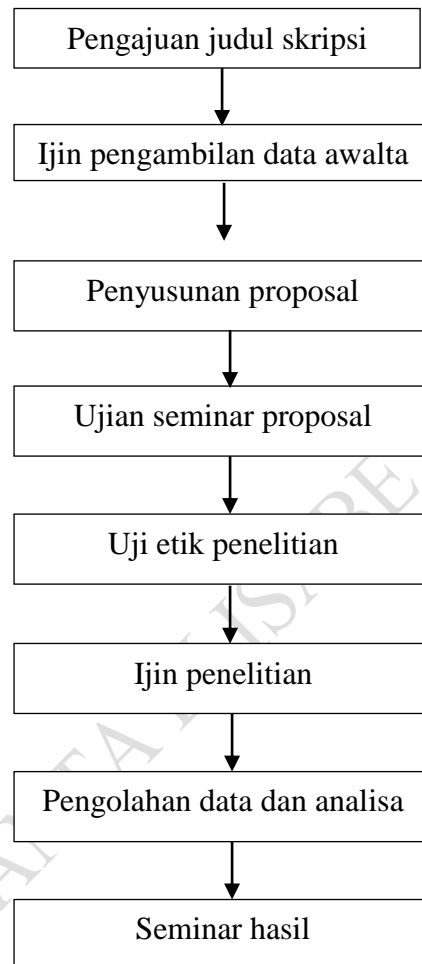 Pengajuan judul skripsi
Ijin pengambilan data awalta
Penyusunan proposal
Ujian seminar proposal
Uji etik penelitian
Ijin penelitian
Pengolahan data dan analisa
Seminar hasil